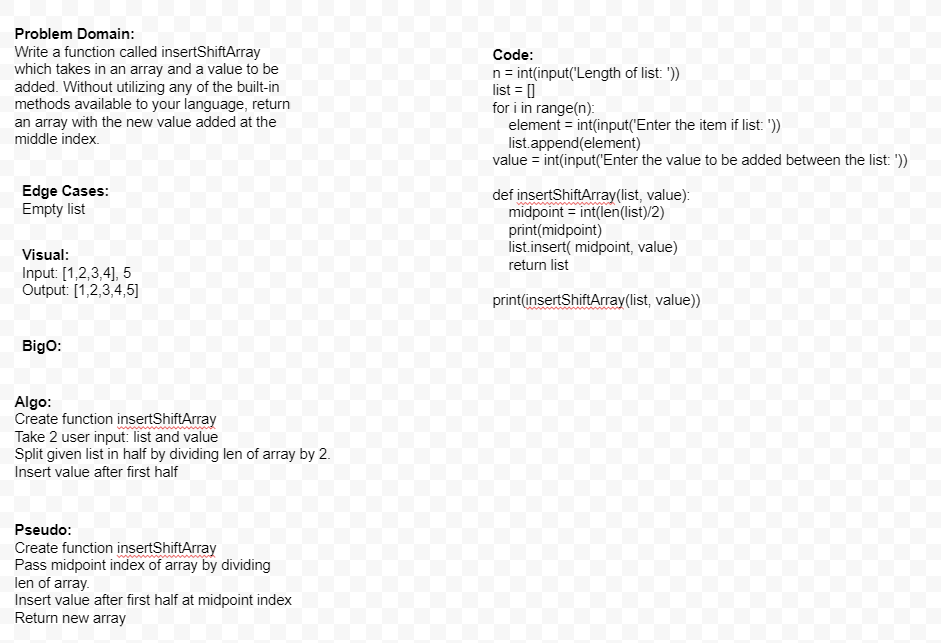 Problem Domain:
Write a function called insertShiftArray
which takes in an array and a value to be
added. Without utilizing any of the built-in
methods available to your language, return
an array with the new value added at the
middle index.
Edge Cases:
Empty list
Visual:
Input: [1,2,3,4], 5
Output: [1,2,3,4,5]
BigO:
Algo:
Create function insertShiftArray
Take 2 user input: list and value
Split given list in half by dividing len of array by 2.
Insert value after first half
Pseudo:
Create function insertShiftArray
Pass midpoint index of array by dividing
len of array.
Insert value after first half at midpoint index
Return new array
Code:
n = int(input('Length of list: '))
list = []
for i in range(n):
    element = int(input('Enter the item if list: '))
    list.append(element)
value = int(input('Enter the value to be added between the list: '))
def insertShiftArray(list, value):
    midpoint = int(len(list)/2)
    print(midpoint)
    list.insert( midpoint, value)
    return list
print(insertShiftArray(list, value))